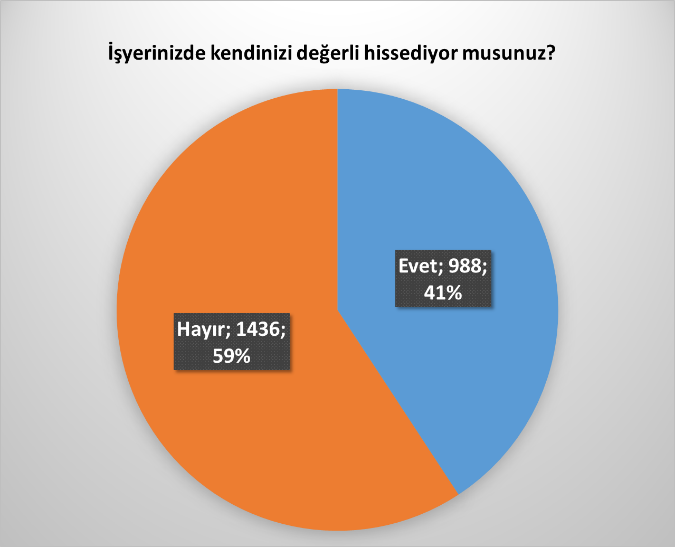 İşyerinizde kendinizi değerli hissediyor musunuz?
Evet; 988;
41%
Hayır; 1436;
59%